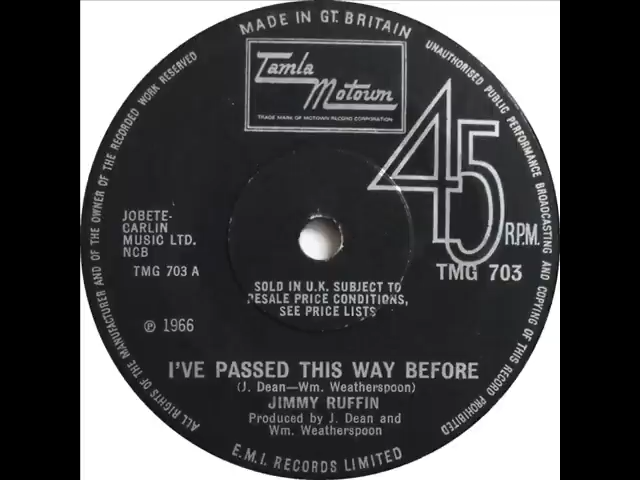 MADE IN GT. BRITAIN
UNAUTHORISED PUBLIC PERFORMANCE BROADCASTING AND COPYING OF THIS RECORD PROHIBITED
ALL RIGHTS OF THE MANUFACTURER AND OF THE OWNER OF THE RECORDED WORK RESERVED
Tamla
Motown
TRADE MARK OF MOTOWN RECORD CORPORATION
45
R.P.M.
TMG 703
JOBETE-
CARLIN
MUSIC LTD.
NCB
TMG 703 A
SOLD IN U.K. SUBJECT TO
RESALE PRICE CONDITIONS,
SEE PRICE LISTS
℗ 1966
I'VE PASSED THIS WAY BEFORE
(J. Dean—Wm. Weatherspoon)
JIMMY RUFFIN
Produced by J. Dean and
Wm. Weatherspoon
E.M.I. RECORDS LIMITED